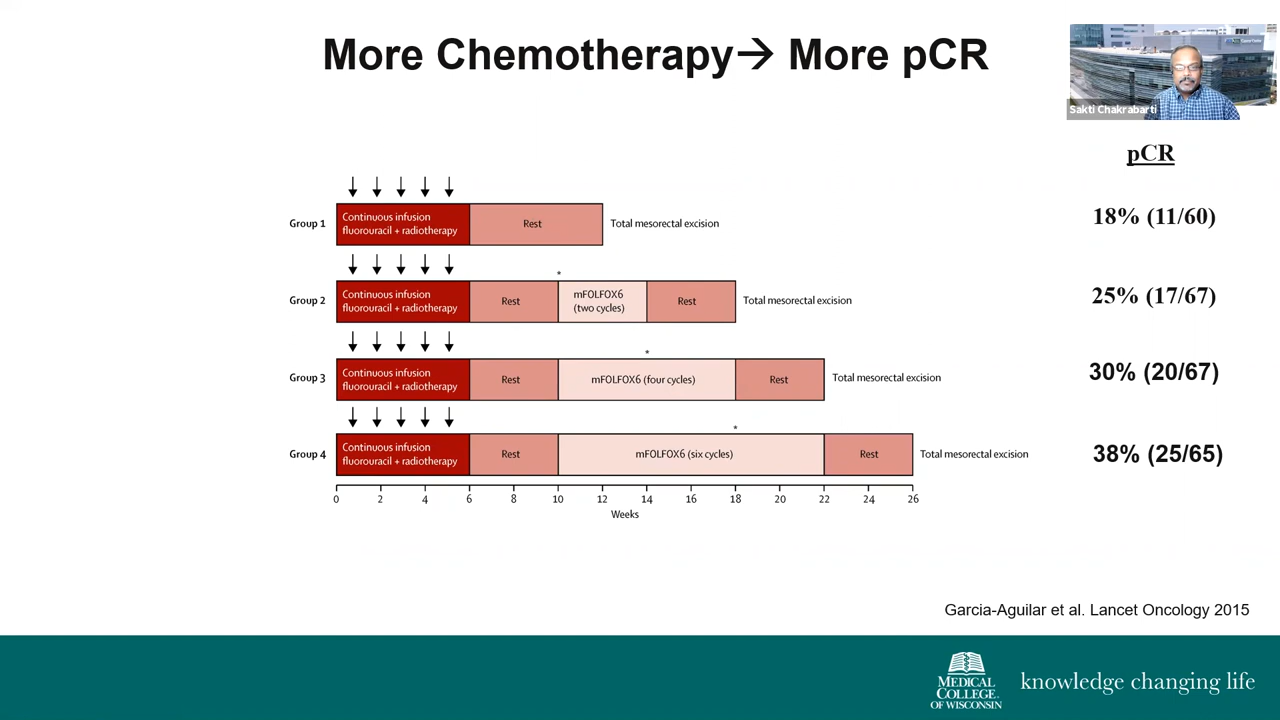 More Chemotherapy→ More pCR
Sakti Chakrabarti
pCR
Group 1
Continuous infusion
fluorouracil + radiotherapy
Rest
Total mesorectal excision
18% (11/60)
*
Group 2
Continuous infusion
fluorouracil + radiotherapy
Rest
mFOLFOX6
(two cycles)
Rest
Total mesorectal excision
25% (17/67)
*
Group 3
Continuous infusion
fluorouracil + radiotherapy
Rest
mFOLFOX6 (four cycles)
Rest
Total mesorectal excision
30% (20/67)
*
Group 4
Continuous infusion
fluorouracil + radiotherapy
Rest
mFOLFOX6 (six cycles)
Rest
Total mesorectal excision
38% (25/65)
0 2 4 6 8 10 12 14 16 18 20 22 24 26
Weeks
Garcia-Aguilar et al. Lancet Oncology 2015
MEDICAL
COLLEGE
OF WISCONSIN
knowledge changing life